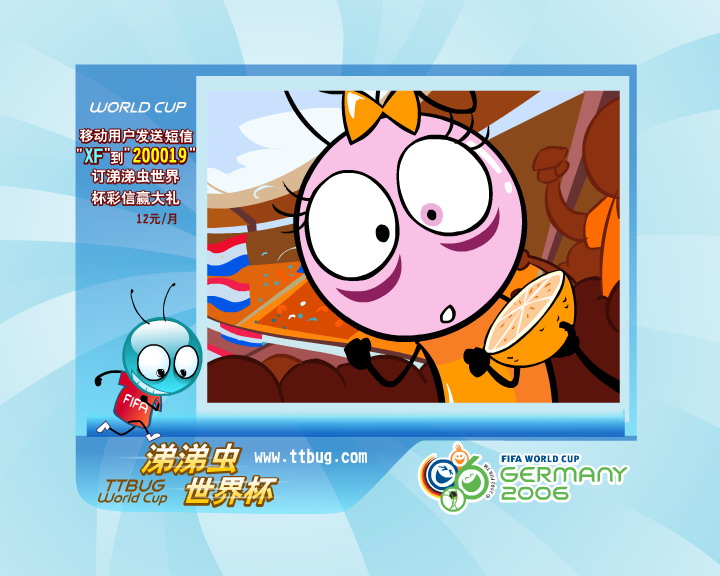 WORLD CUP
移动用户发送短信
"XF"到"200019"
订涕涕虫世界
杯彩信赢大礼
12元/月
FIFA
涕涕虫
世界杯
www.ttbug.com
TTBUG
World Cup
FIFA WORLD CUP
GERMANY
2006